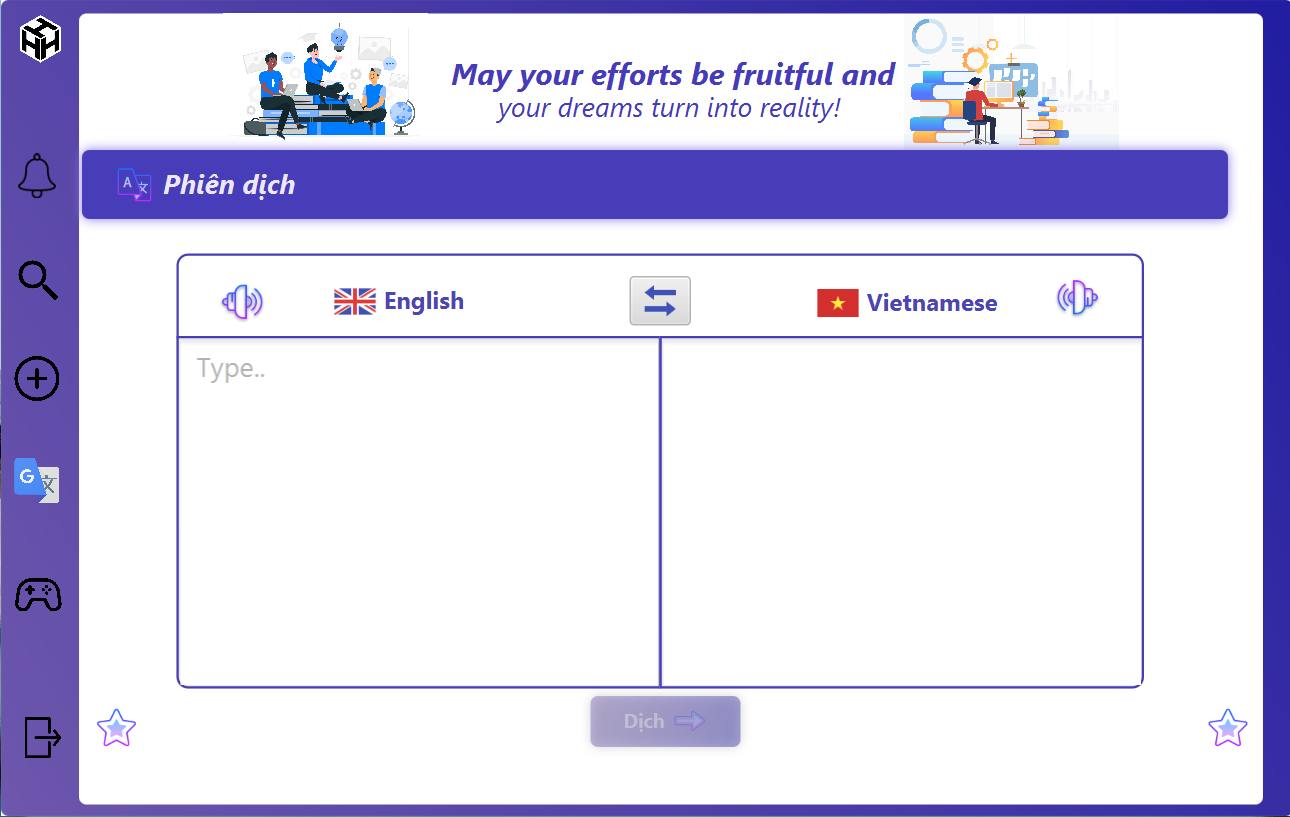 May your efforts be fruitful and
your dreams turn into reality!
Phiên dịch
English
Vietnamese
Type..
Dịch